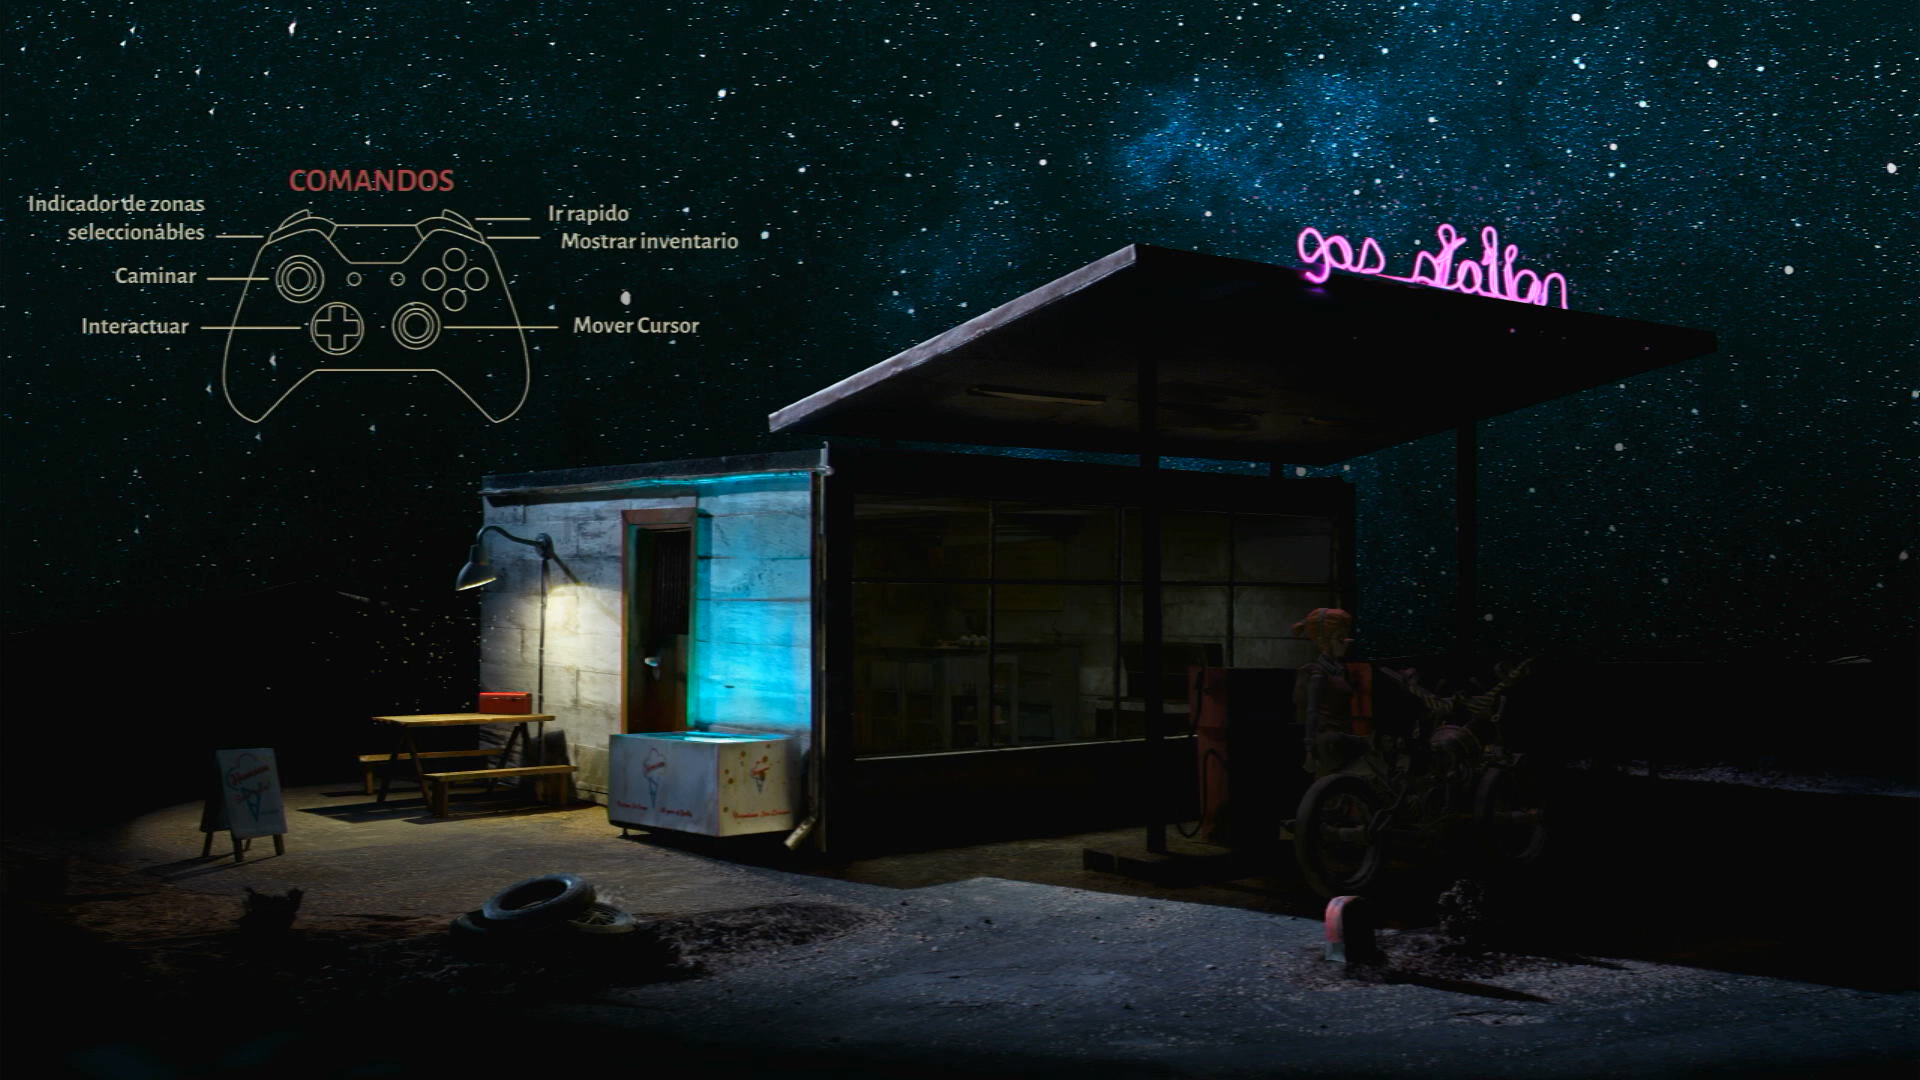 COMANDOS
Indicador de zonas
seleccionables
Ir rapido
Mostrar inventario
Caminar
Interactuar
Mover Cursor
gas station